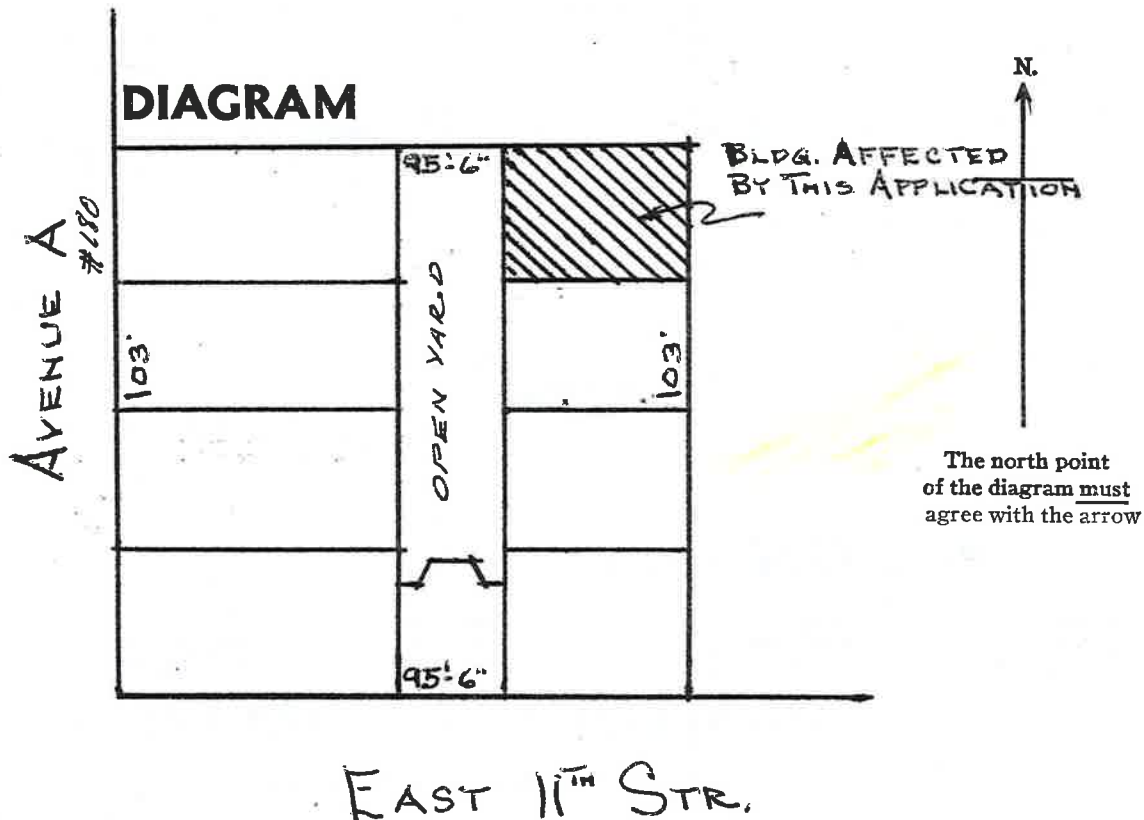 N.
DIAGRAM
95'-6"
BLDG. AFFECTED
BY THIS APPLICATION
AVENUE A
#180
OPEN YARD
103'
103'
The north point
of the diagram must
agree with the arrow
95'-6"
EAST 11TH STR.